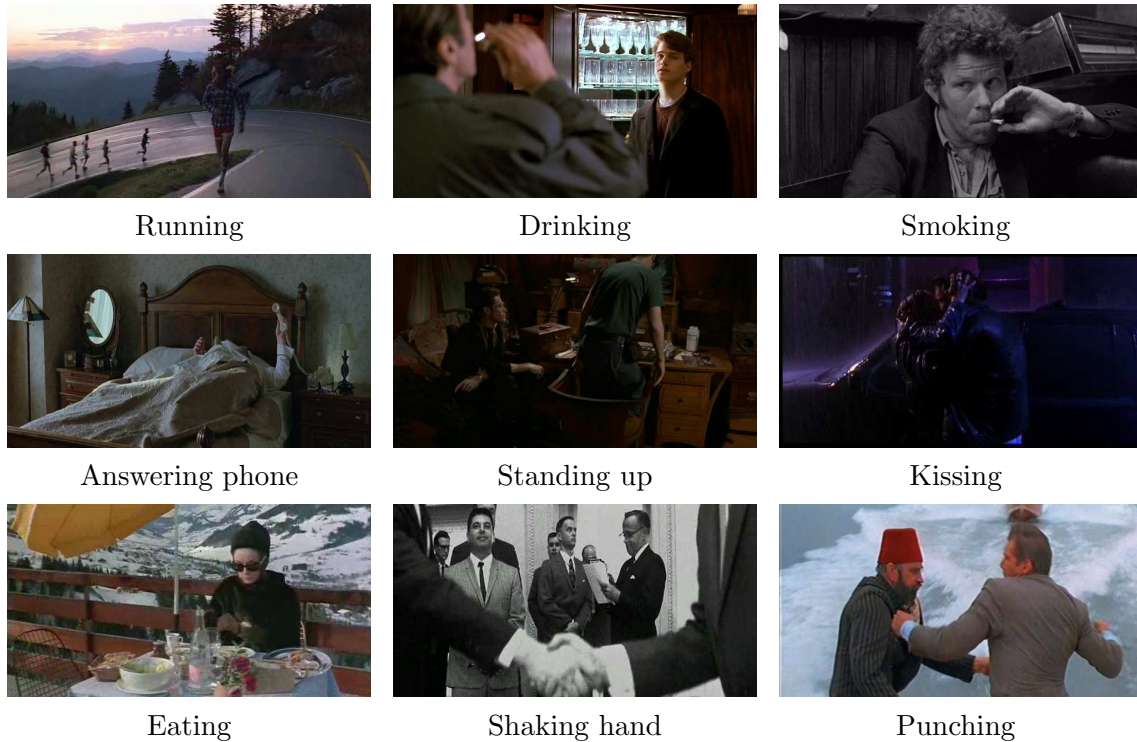 Running
Drinking
Smoking
Answering phone
Standing up
Kissing
Eating
Shaking hand
Punching